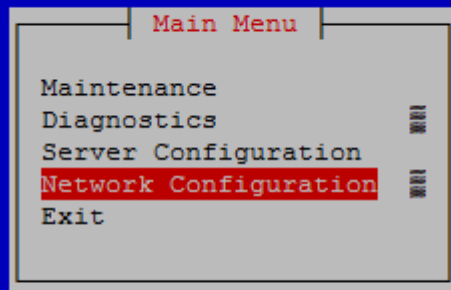 Main Menu
Maintenance
Diagnostics
Server Configuration
Network Configuration
Exit